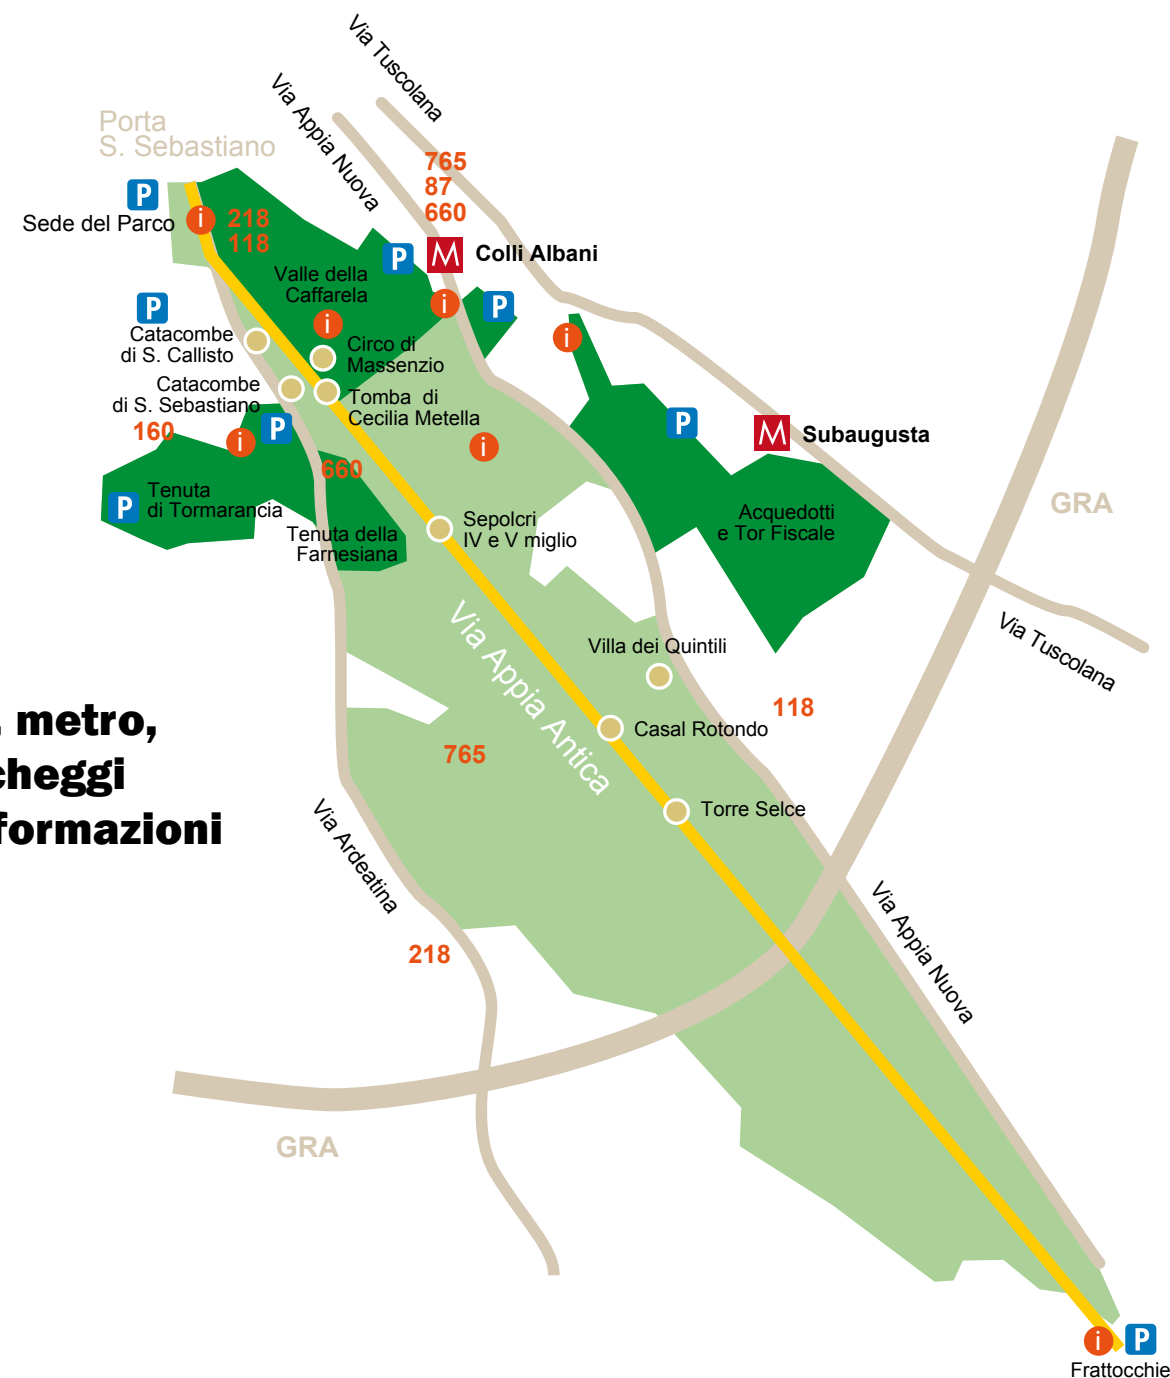 Via Tuscolana
Via Appia Nuova
Porta
S. Sebastiano
765
87
660
P
Sede del Parco
i
218
118
P
M
Colli Albani
Valle della
Caffarela
i
P
i
P
i
Catacombe
di S. Callisto
Circo di
Massenzio
Catacombe
di S. Sebastiano
Tomba di
Cecilia Metella
160
i
P
P
M
Subaugusta
i
660
P
Tenuta
di Tormarancia
GRA
Acquedotti
e Tor Fiscale
Sepolcri
IV e V miglio
Tenuta della
Farnesiana
Via Appia Antica
Villa dei Quintili
Via Tuscolana
118
metro,
Casal Rotondo
765
cheggi
Torre Selce
formazioni
Via Ardeatina
Via Appia Nuova
218
GRA
i
P
Frattocchie